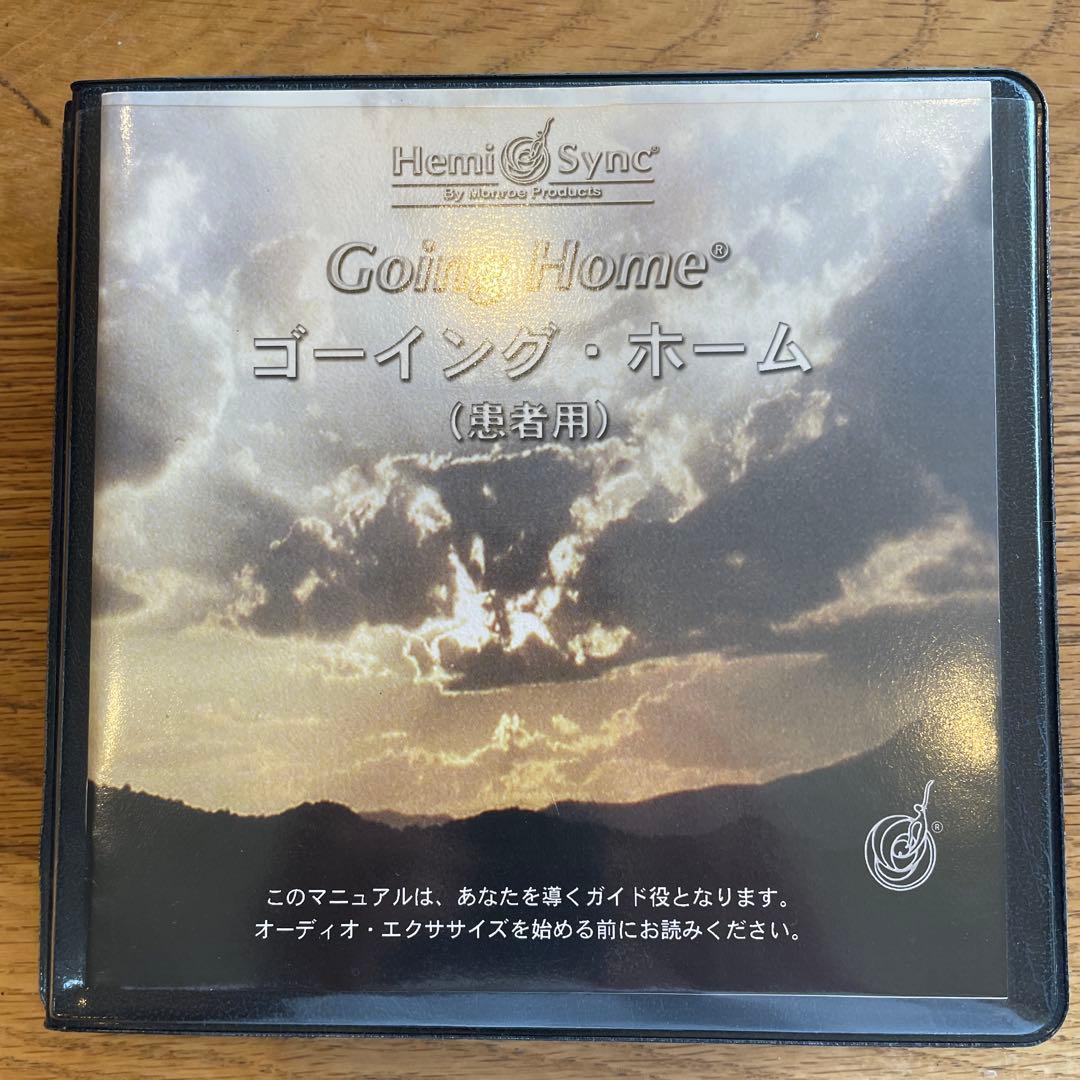 Hemi Sync®
By Monroe Products
Going Home®
ゴーイング・ホーム
（患者用）
®
このマニュアルは、あなたを導くガイド役となります。
オーディオ・エクササイズを始める前にお読みください。